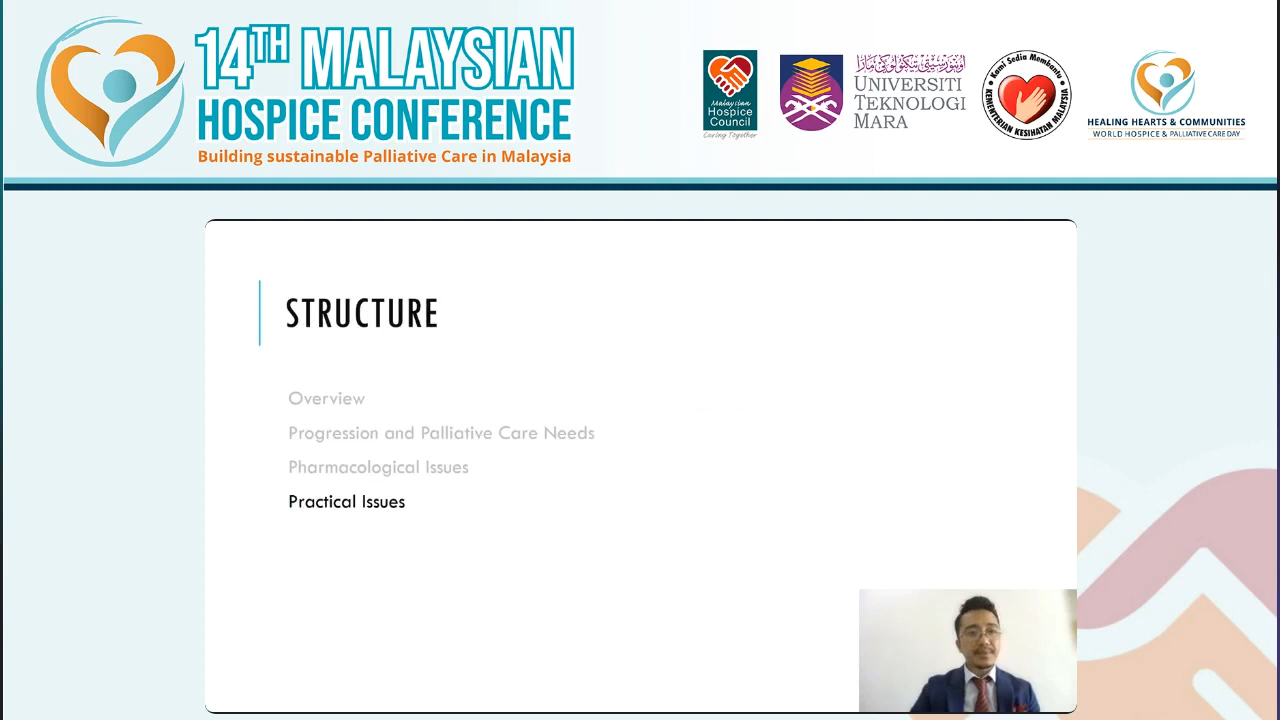 14TH MALAYSIAN
HOSPICE CONFERENCE
Building sustainable Palliative Care in Malaysia
Malaysian
Hospice
Council
Caring Together
UNIVERSITI
TEKNOLOGI
MARA
Kami Sedia Membantu
KEMENTERIAN KESIHATAN MALAYSIA
HEALING HEARTS & COMMUNITIES
WORLD HOSPICE & PALLIATIVE CARE DAY
STRUCTURE
Overview
Progression and Palliative Care Needs
Pharmacological Issues
Practical Issues